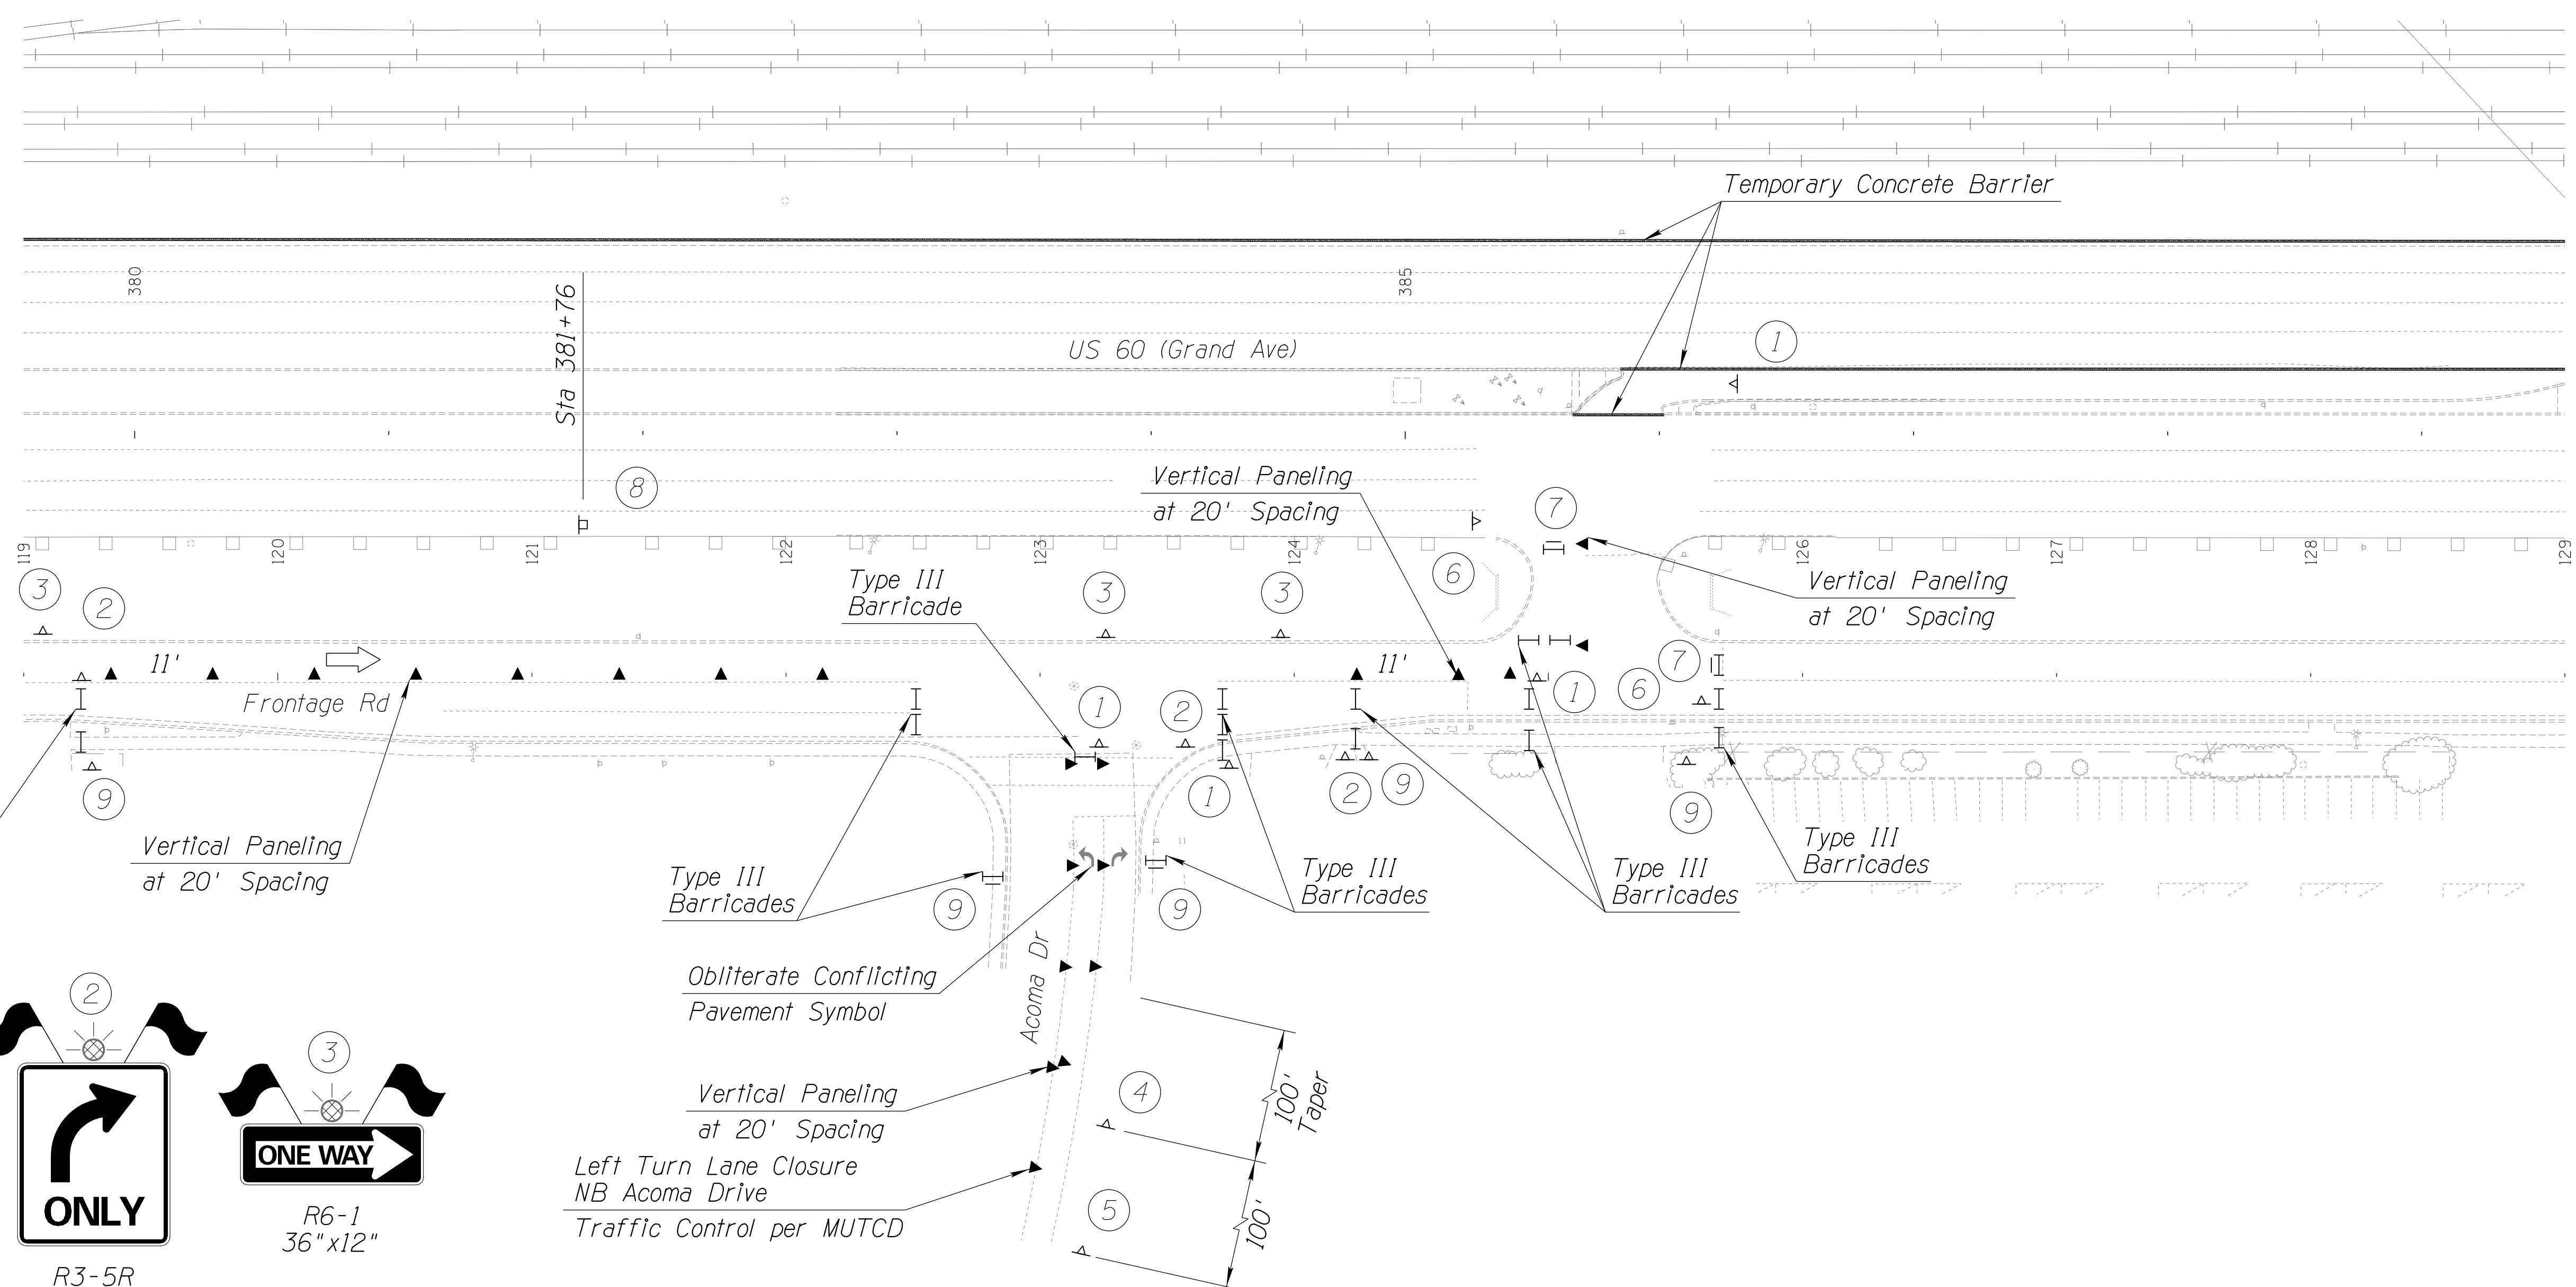 Temporary Concrete Barrier
380
Sta 381+76
385
US 60 (Grand Ave)
1
8
Vertical Paneling
at 20' Spacing
7
119
120
121
122
123
124
126
127
128
129
3
2
Type III
Barricade
3
3
6
Vertical Paneling
at 20' Spacing
11'
Frontage Rd
11'
1
2
1
6
7
9
1
2
9
9
Vertical Paneling
at 20' Spacing
Type III
Barricades
9
9
Type III
Barricades
Type III
Barricades
Type III
Barricades
Obliterate Conflicting
Pavement Symbol
Acoma Dr
2
ONLY
R3-5R
3
ONE WAY
R6-1
36"x12"
Vertical Paneling
at 20' Spacing
Left Turn Lane Closure
NB Acoma Drive
Traffic Control per MUTCD
4
100'
Taper
5
100'